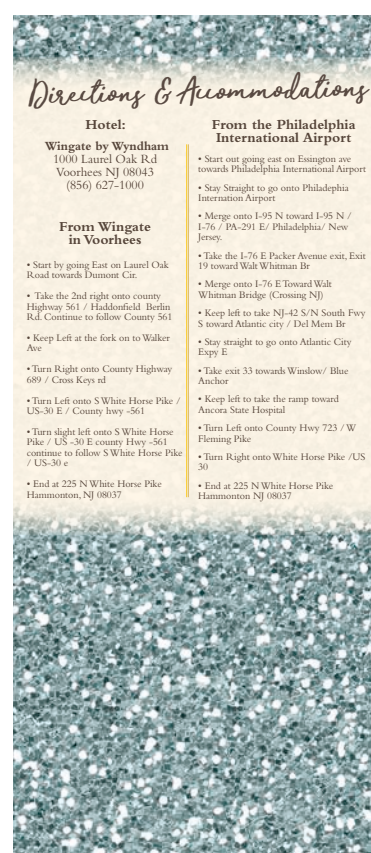 Directions & Accommodations
Hotel:
Wingate by Wyndham
1000 Laurel Oak Rd
Voorhees NJ 08043
(856) 627-1000
From Wingate
in Voorhees
• Start by going East on Laurel Oak
Road towards Dumont Cir.
• Take the 2nd right onto county
Highway 561 / Haddonfield Berlin
Rd. Continue to follow County 561
• Keep Left at the fork on to Walker
Ave
•Turn Right onto County Highway
689 / Cross Keys rd
•Turn Left onto S White Horse Pike /
US-30 E / County hwy -561
•Turn slight left onto S White Horse
Pike / US -30 E county Hwy -561
continue to follow S White Horse Pike
/ US-30 e
• End at 225 N White Horse Pike
Hammonton, NJ 08037
From the Philadelphia
International Airport
• Start out going east on Essington ave
towards Philadelphia International Airport
• Stay Straight to go onto Philadephia
Internation Airport
• Merge onto I-95 N toward I-95 N /
I-76 / PA-291 E/ Philadelphia/ New
Jersey.
• Take the I-76 E Packer Avenue exit, Exit
19 toward Walt Whitman Br
• Merge onto I-76 E Toward Walt
Whitman Bridge (Crossing NJ)
• Keep left to take NJ-42 S/N South Fwy
S toward Atlantic city / Del Mem Br
• Stay straight to go onto Atlantic City
Expy E
• Take exit 33 towards Winslow/ Blue
Anchor
• Keep left to take the ramp toward
Ancora State Hospital
• Turn Left onto County Hwy 723 / W
Fleming Pike
• Turn Right onto White Horse Pike /US
30
• End at 225 N White Horse Pike
Hammonton NJ 08037